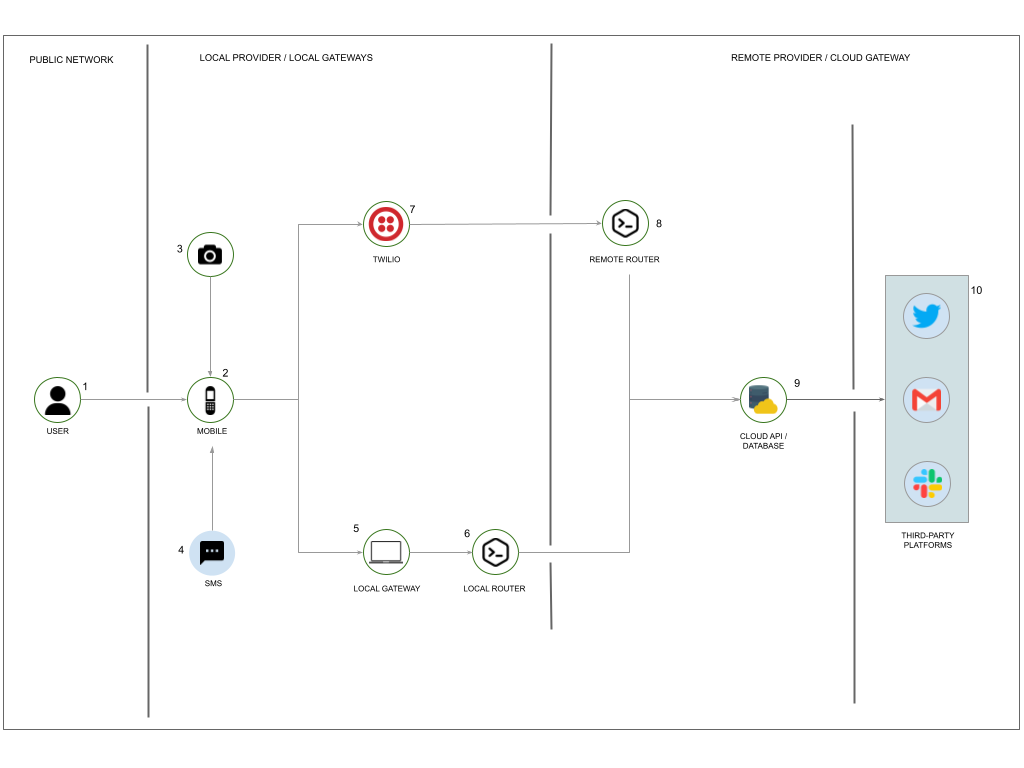 PUBLIC NETWORK
LOCAL PROVIDER / LOCAL GATEWAYS
REMOTE PROVIDER / CLOUD GATEWAY
7
TWILIO
8
REMOTE ROUTER
3
10
1
USER
2
MOBILE
9
CLOUD API /
DATABASE
4
SMS
5
LOCAL GATEWAY
6
LOCAL ROUTER
THIRD-PARTY
PLATFORMS